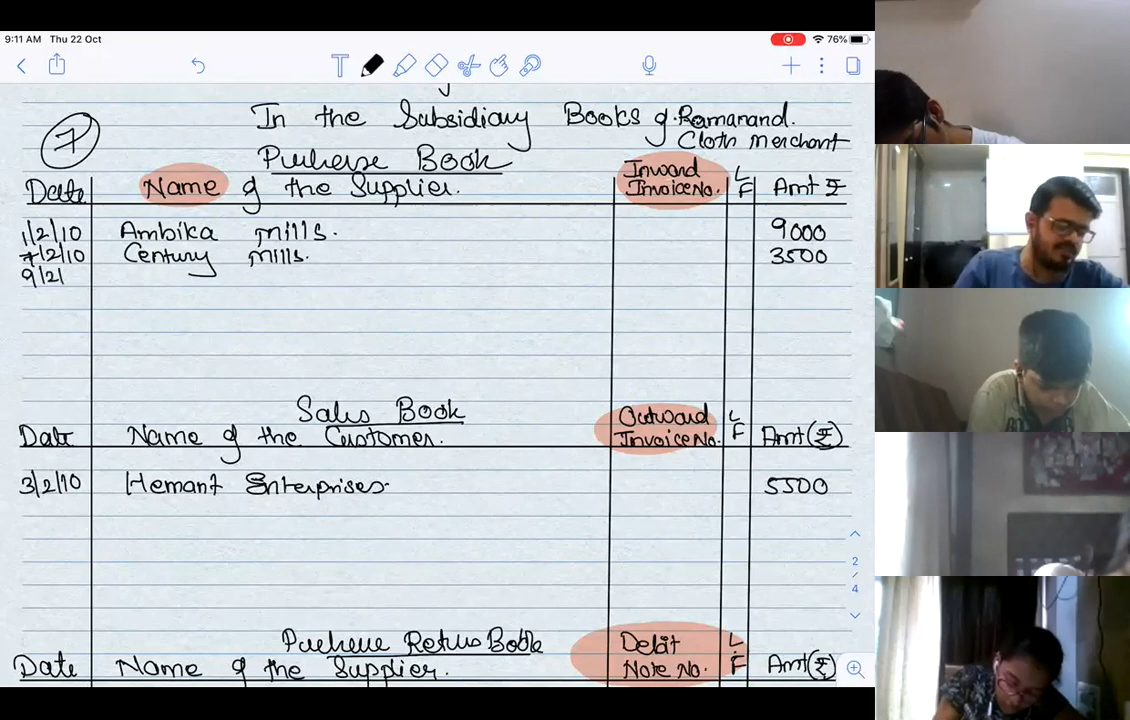 9:11 AM Thu 22 Oct
76%
T
In the Subsidiary Books of Ramanand
Cloth Merchant
7
Purchase Book
Date Name of the Supplier. Inward Invoice No. L F Amt ₹
1/2/10 Ambika Mills. 9000
7/2/10 Century Mills. 3500
9/21
Sales Book
Date Name of the Customer. Outward Invoice No. L F Amt (₹)
3/2/10 Hemant Enterprises. 5500
2
/
4
Purchase Return Book
Date Name of the Supplier. Debit Note No. L.F Amt (₹)